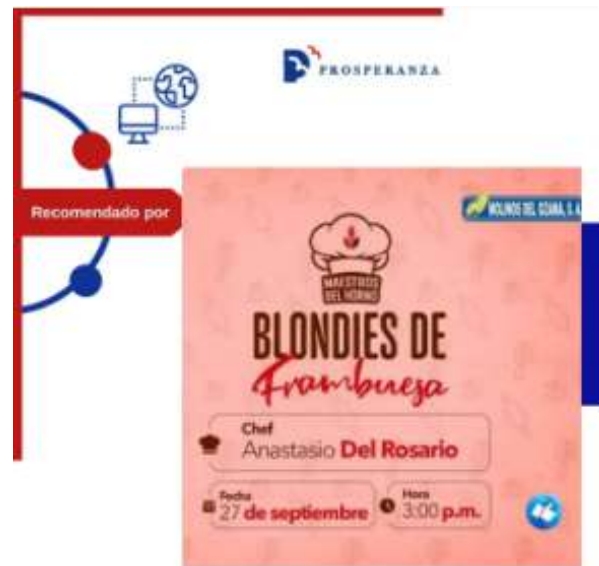 PROSPERANZA
Recomendado por
MOLINOS DEL OZAMA, S. A.
MAESTROS
DEL HORNO
BLONDIES DE
Frambuesa
Chef
Anastasio Del Rosario
Fecha
27 de septiembre
Hora
3:00 p.m.